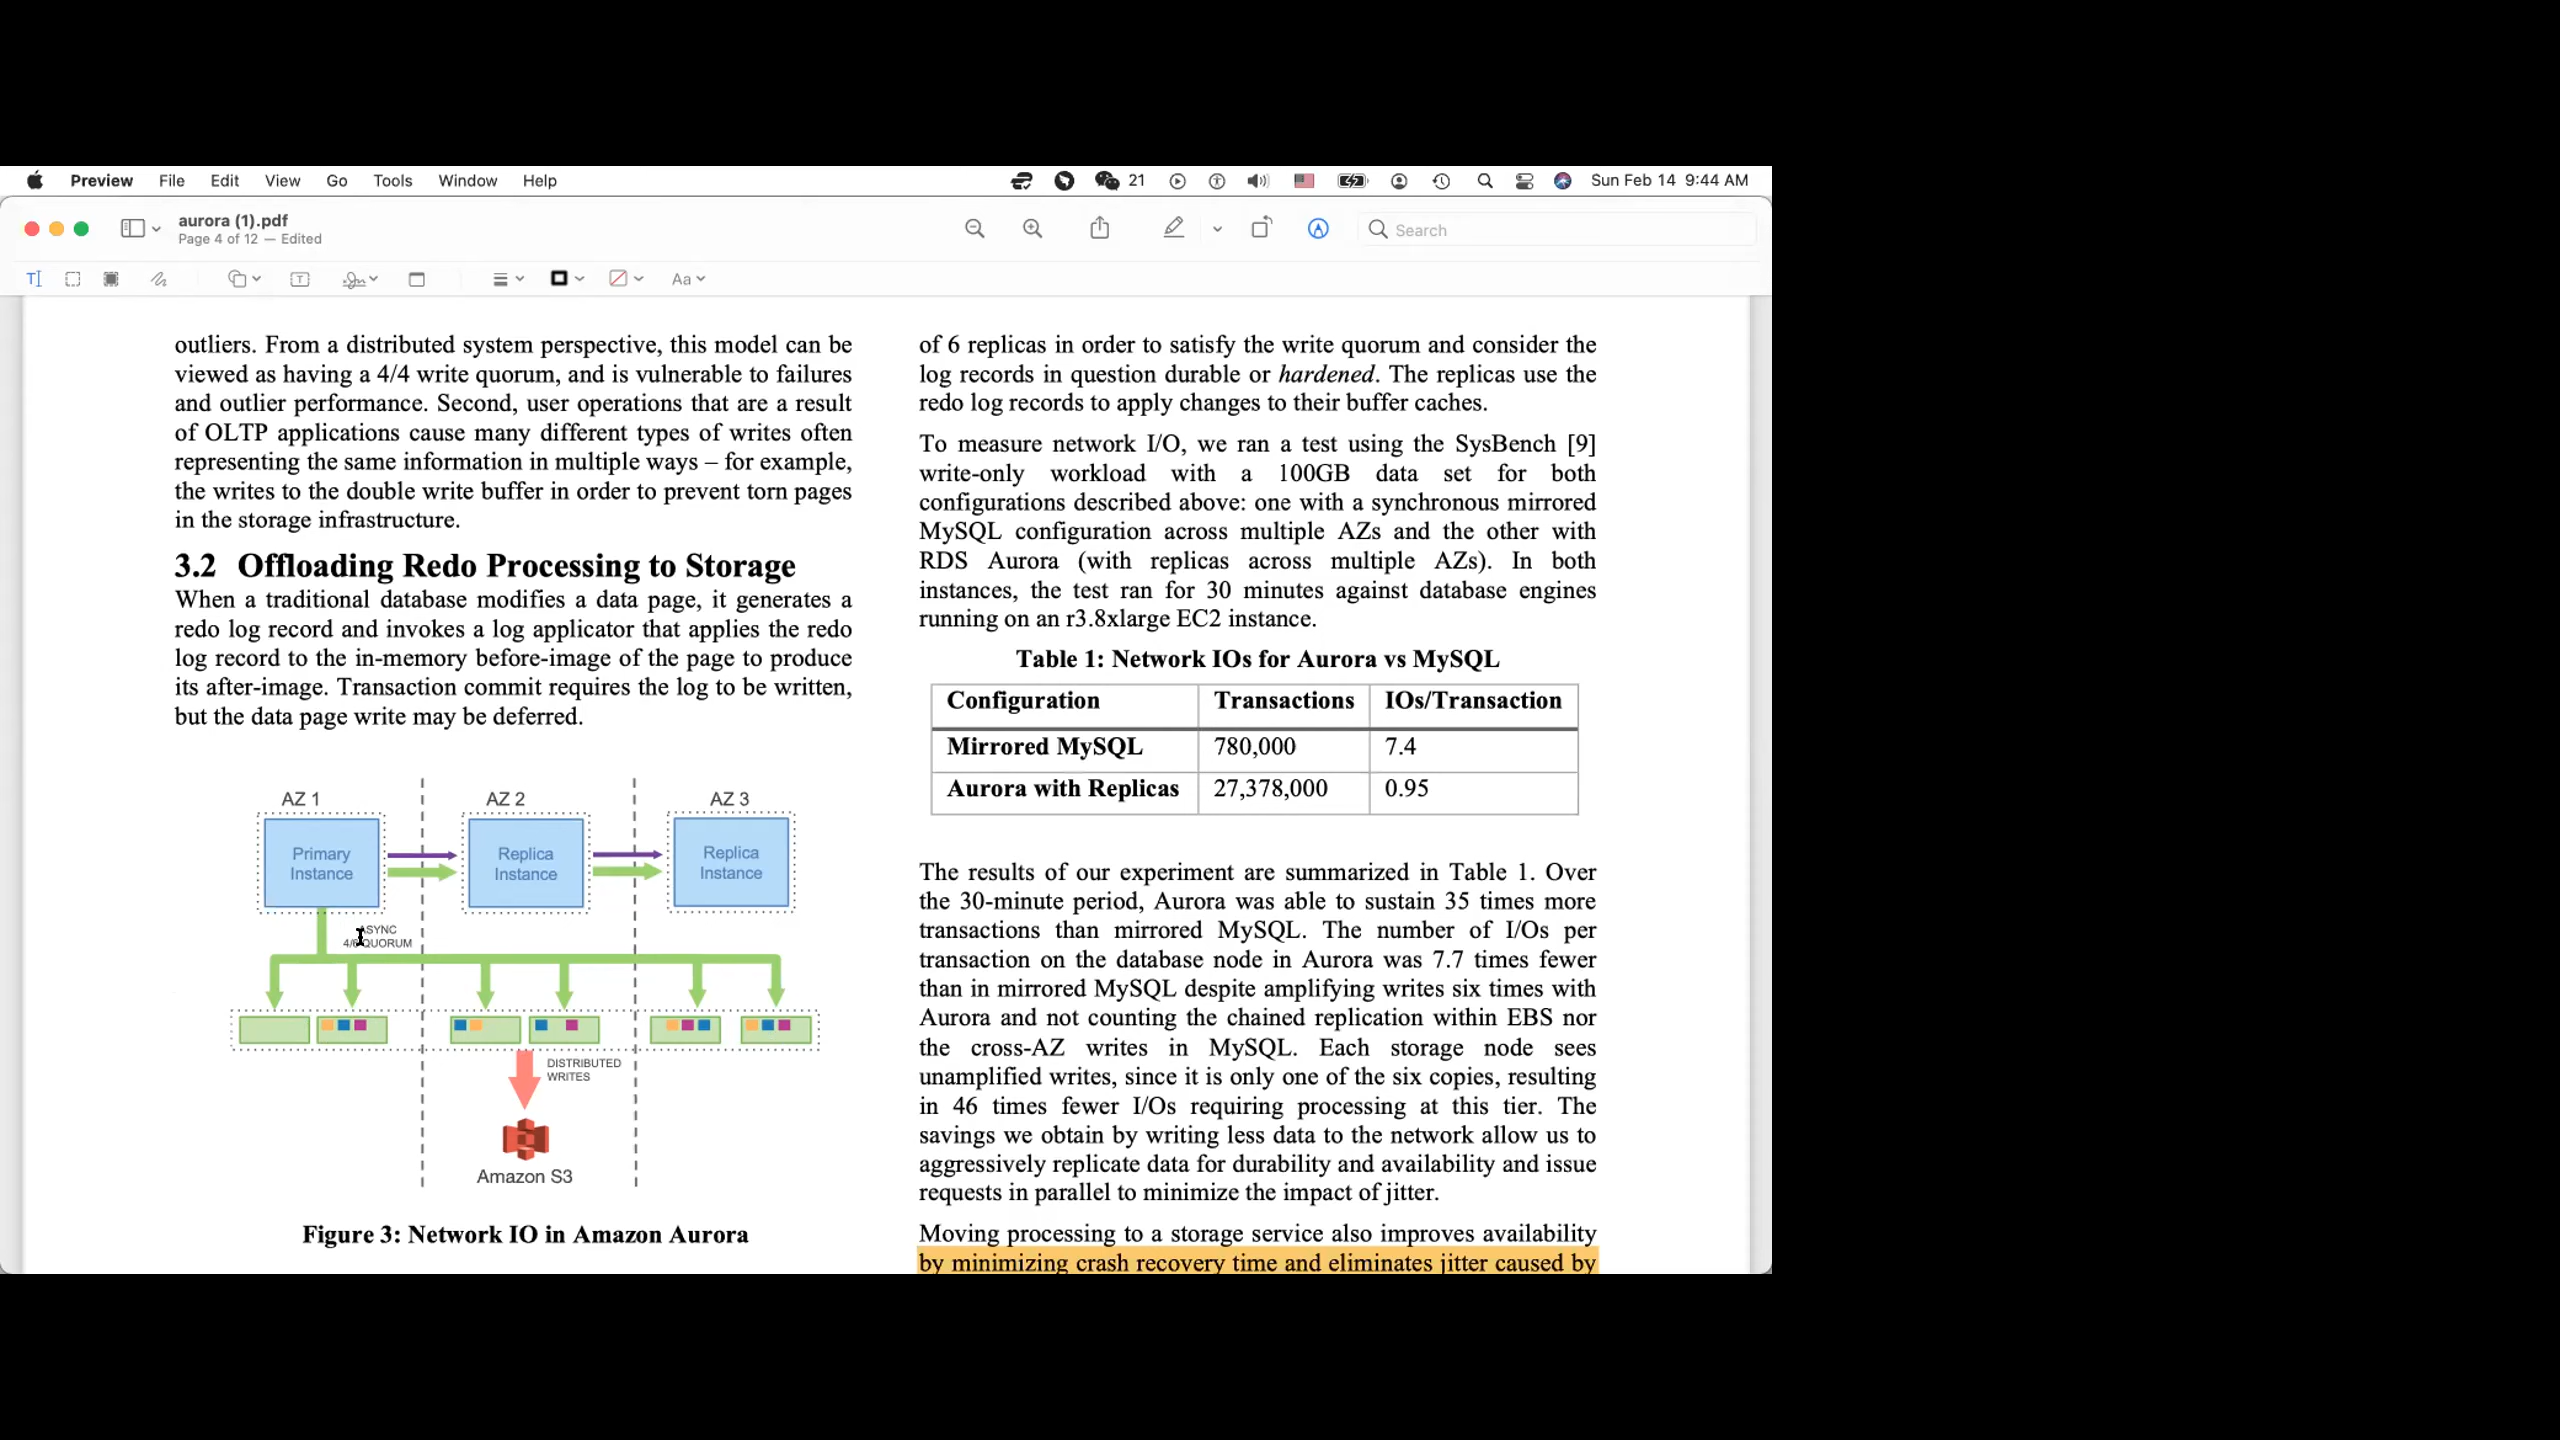 Preview File Edit View Go Tools Window Help 21 Sun Feb 14 9:44 AM
aurora (1).pdf
Page 4 of 12 — Edited
Search
Aa
outliers. From a distributed system perspective, this model can be
viewed as having a 4/4 write quorum, and is vulnerable to failures
and outlier performance. Second, user operations that are a result
of OLTP applications cause many different types of writes often
representing the same information in multiple ways – for example,
the writes to the double write buffer in order to prevent torn pages
in the storage infrastructure.
3.2 Offloading Redo Processing to Storage
When a traditional database modifies a data page, it generates a
redo log record and invokes a log applicator that applies the redo
log record to the in-memory before-image of the page to produce
its after-image. Transaction commit requires the log to be written,
but the data page write may be deferred.
AZ 1 AZ 2 AZ 3
Primary Instance
Replica Instance
Replica Instance
ASYNC
4/6 QUORUM
DISTRIBUTED
WRITES
Amazon S3
Figure 3: Network IO in Amazon Aurora
of 6 replicas in order to satisfy the write quorum and consider the
log records in question durable or hardened. The replicas use the
redo log records to apply changes to their buffer caches.
To measure network I/O, we ran a test using the SysBench [9]
write-only workload with a 100GB data set for both
configurations described above: one with a synchronous mirrored
MySQL configuration across multiple AZs and the other with
RDS Aurora (with replicas across multiple AZs). In both
instances, the test ran for 30 minutes against database engines
running on an r3.8xlarge EC2 instance.
Table 1: Network IOs for Aurora vs MySQL
Configuration Transactions IOs/Transaction
Mirrored MySQL 780,000 7.4
Aurora with Replicas 27,378,000 0.95
The results of our experiment are summarized in Table 1. Over
the 30-minute period, Aurora was able to sustain 35 times more
transactions than mirrored MySQL. The number of I/Os per
transaction on the database node in Aurora was 7.7 times fewer
than in mirrored MySQL despite amplifying writes six times with
Aurora and not counting the chained replication within EBS nor
the cross-AZ writes in MySQL. Each storage node sees
unamplified writes, since it is only one of the six copies, resulting
in 46 times fewer I/Os requiring processing at this tier. The
savings we obtain by writing less data to the network allow us to
aggressively replicate data for durability and availability and issue
requests in parallel to minimize the impact of jitter.
Moving processing to a storage service also improves availability
by minimizing crash recovery time and eliminates jitter caused by